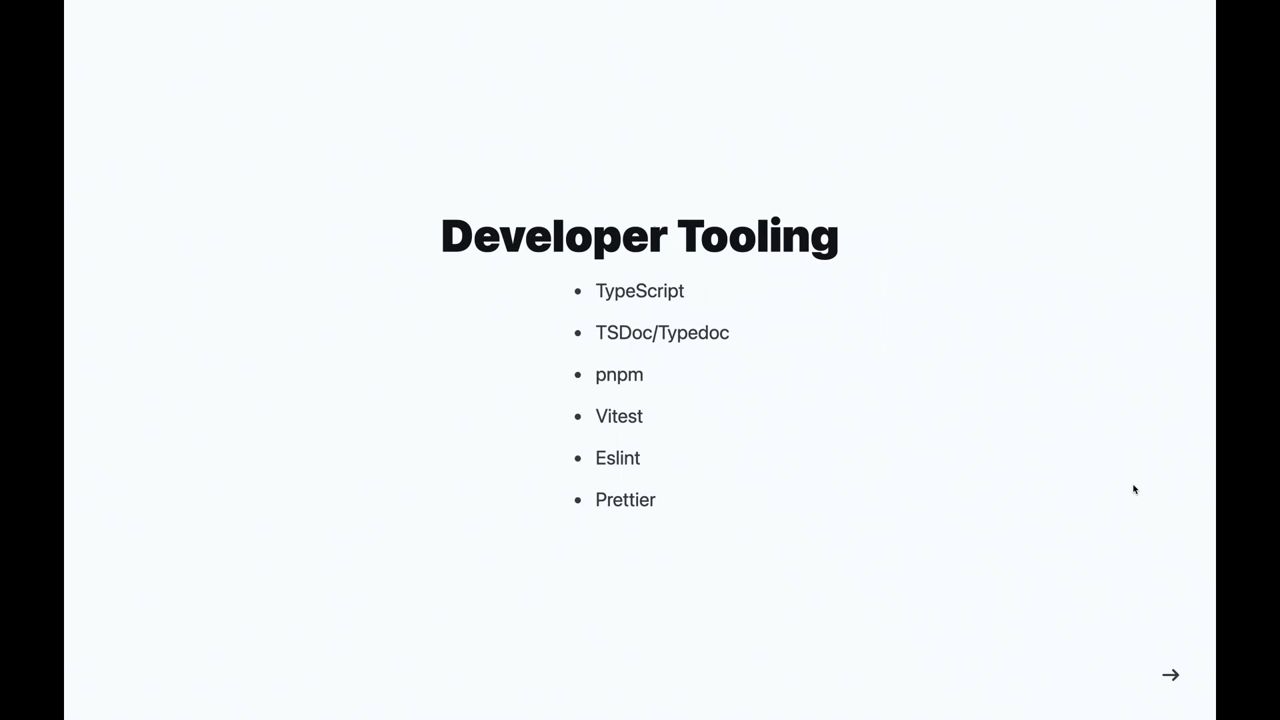 Developer Tooling
• TypeScript
• TSDoc/Typedoc
• pnpm
• Vitest
• Eslint
• Prettier
→